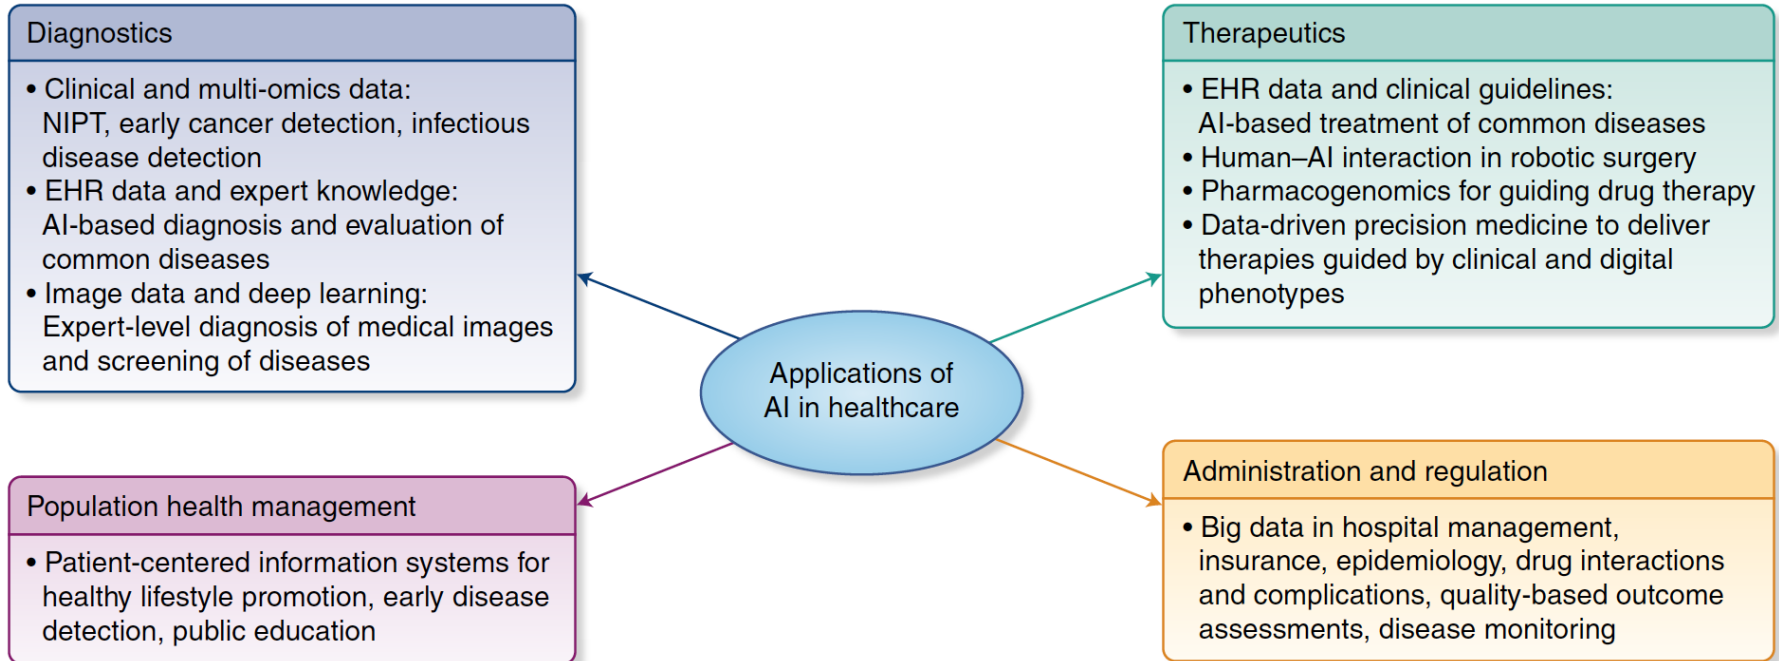 Diagnostics
• Clinical and multi-omics data:
NIPT, early cancer detection, infectious
disease detection
• EHR data and expert knowledge:
AI-based diagnosis and evaluation of
common diseases
• Image data and deep learning:
Expert-level diagnosis of medical images
and screening of diseases
Therapeutics
• EHR data and clinical guidelines:
AI-based treatment of common diseases
• Human–AI interaction in robotic surgery
• Pharmacogenomics for guiding drug therapy
• Data-driven precision medicine to deliver
therapies guided by clinical and digital
phenotypes
Applications of
AI in healthcare
Population health management
• Patient-centered information systems for
healthy lifestyle promotion, early disease
detection, public education
Administration and regulation
• Big data in hospital management,
insurance, epidemiology, drug interactions
and complications, quality-based outcome
assessments, disease monitoring